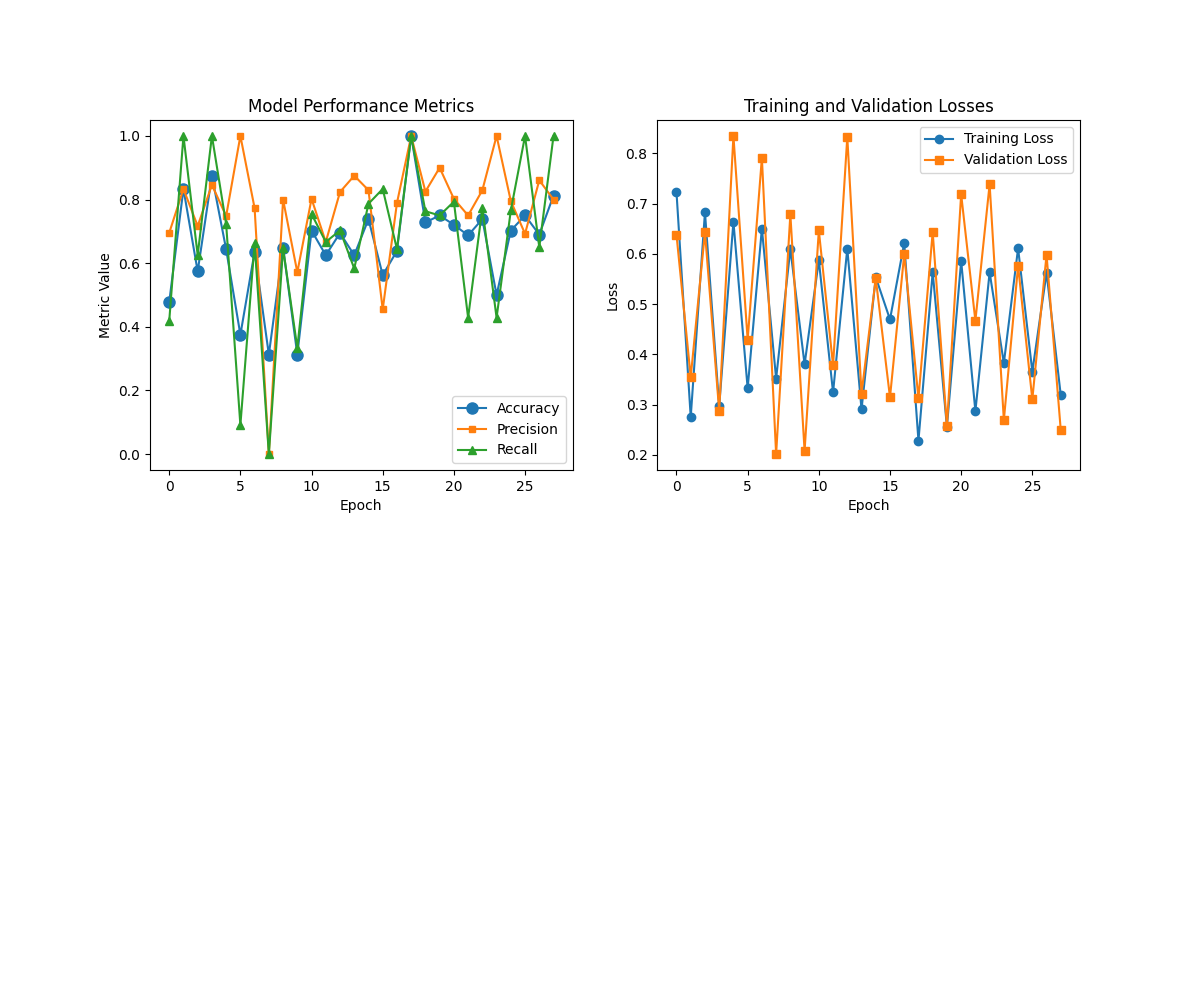 Model Performance Metrics
Metric Value
1.0
0.8
0.6
0.4
0.2
0.0
0 5 10 15 20 25
Epoch
Accuracy
Precision
Recall
Training and Validation Losses
Loss
0.8
0.7
0.6
0.5
0.4
0.3
0.2
0 5 10 15 20 25
Epoch
Training Loss
Validation Loss